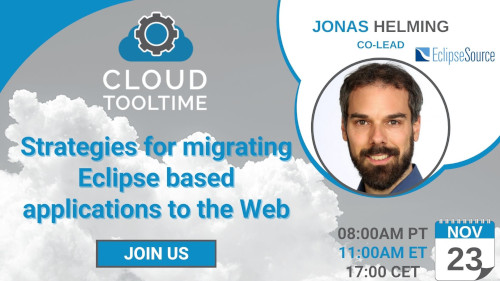 CLOUD
TOOLTIME
Strategies for migrating
Eclipse based
applications to the Web
JOIN US
JONAS HELMING
CO-LEAD
EclipseSource
08:00AM PT
11:00AM ET
17:00 CET
NOV
23